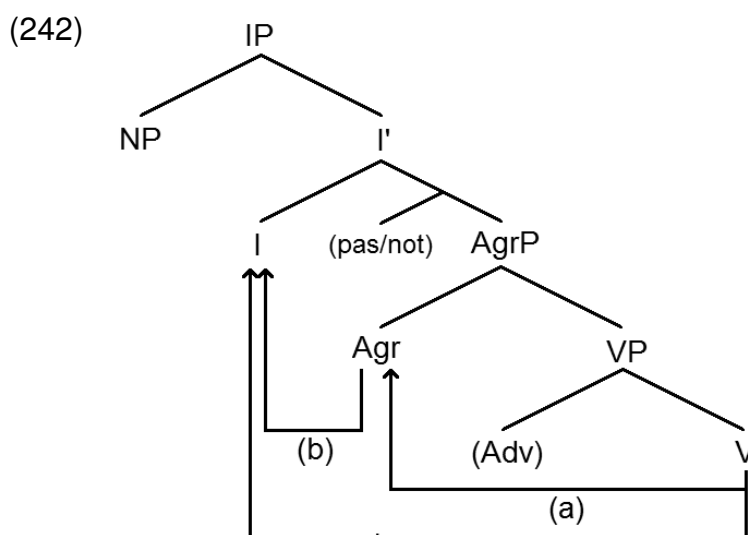 (242)
IP
NP I'
I (pas/not) AgrP
Agr VP
(b) (Adv) V
(a)